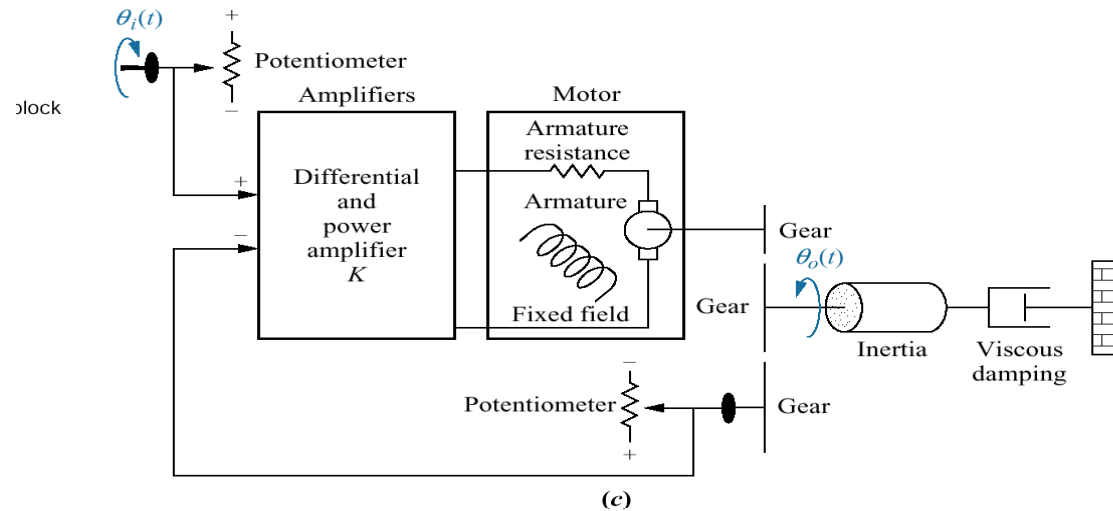 θi(t)
+
Potentiometer
−
block
Amplifiers
Motor
+
−
Differential
and
power
amplifier
K
Armature
resistance
Armature
Fixed field
Gear
Gear
θo(t)
Inertia
Viscous
damping
−
Potentiometer
+
Gear
(c)